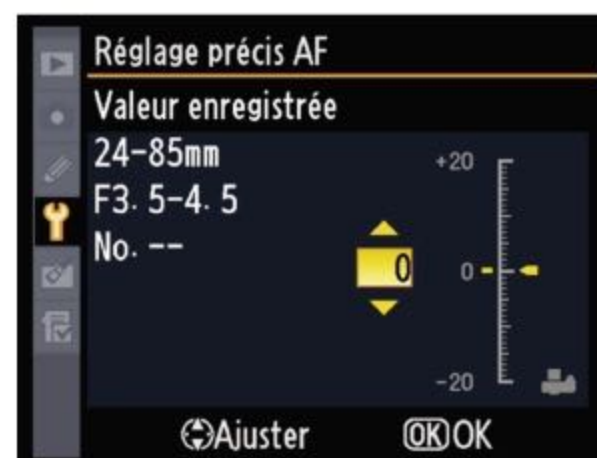 Réglage précis AF
Valeur enregistrée
24-85mm
F3. 5-4. 5
No. --
+20
0
0
-20
Ajuster
OK OK